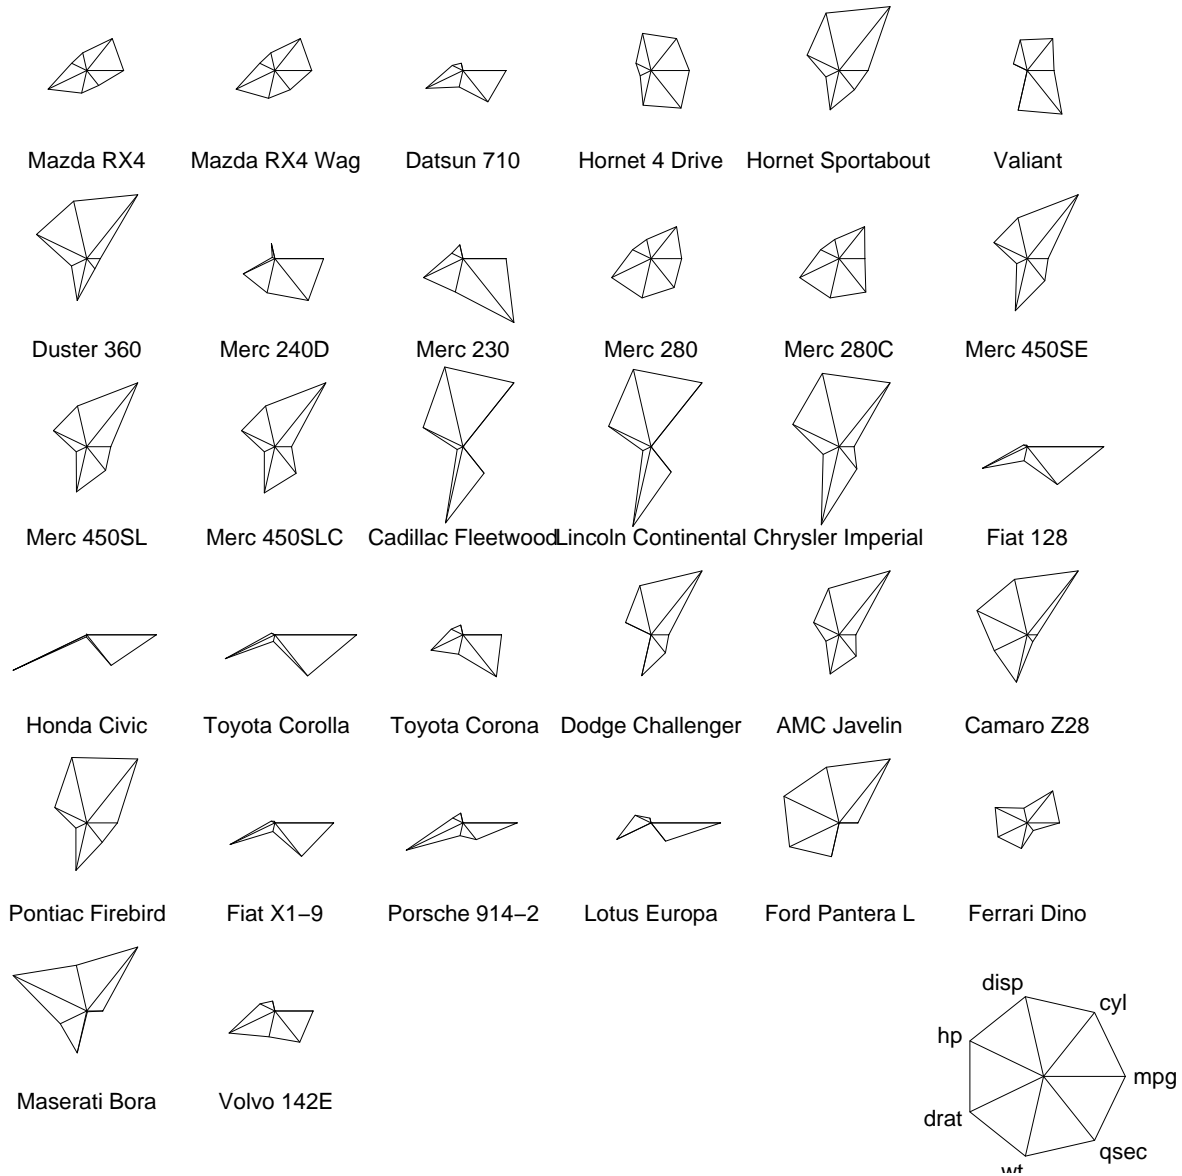 Mazda RX4 Mazda RX4 Wag Datsun 710 Hornet 4 Drive Hornet Sportabout Valiant
Duster 360 Merc 240D Merc 230 Merc 280 Merc 280C Merc 450SE
Merc 450SL Merc 450SLC Cadillac Fleetwood Lincoln Continental Chrysler Imperial Fiat 128
Honda Civic Toyota Corolla Toyota Corona Dodge Challenger AMC Javelin Camaro Z28
Pontiac Firebird Fiat X1−9 Porsche 914−2 Lotus Europa Ford Pantera L Ferrari Dino
Maserati Bora Volvo 142E
disp
cyl
hp
mpg
drat
qsec
wt